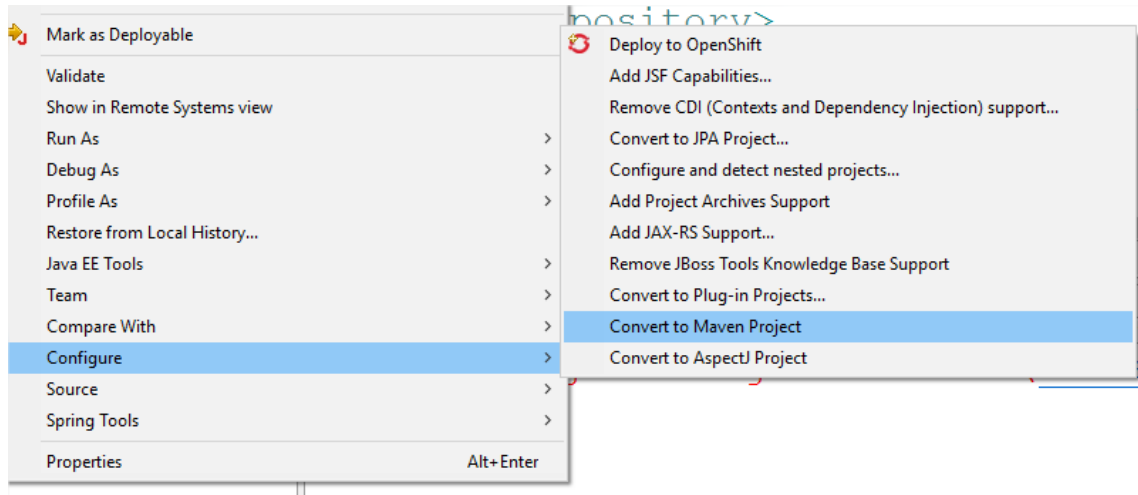 pository>
Mark as Deployable
Validate
Show in Remote Systems view
Run As
Debug As
Profile As
Restore from Local History...
Java EE Tools
Team
Compare With
Configure
Source
Spring Tools
Properties Alt+Enter
Deploy to OpenShift
Add JSF Capabilities...
Remove CDI (Contexts and Dependency Injection) support...
Convert to JPA Project...
Configure and detect nested projects...
Add Project Archives Support
Add JAX-RS Support...
Remove JBoss Tools Knowledge Base Support
Convert to Plug-in Projects...
Convert to Maven Project
Convert to AspectJ Project